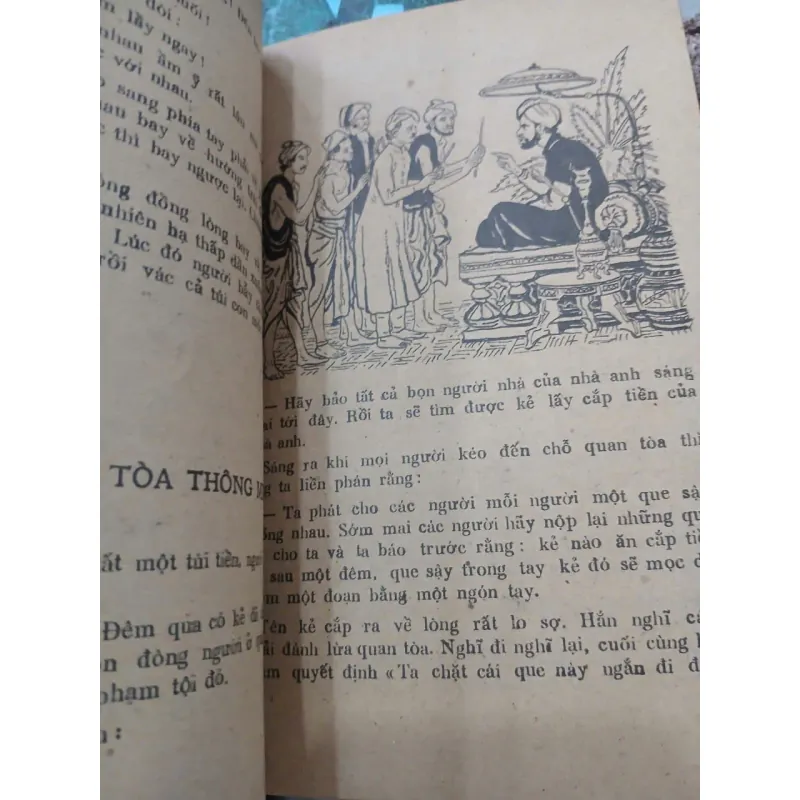 đòi:
lấy ngay!
nhau ầm ỹ rất lâu
với nhau.
sang phía tay phải
bay về hướng
thì bay ngược lại.
đồng lòng bay
nhiên hạ thấp dần
Lúc đó người bẫy
rồi vác cả túi con
TÒA THÔNG
một túi tiền,
Đêm qua có kẻ đi
đông người ở
phạm tội đó.
— Hãy bảo tất cả bọn người nhà của nhà anh sáng
tới đây. Rồi ta sẽ tìm được kẻ lấy cắp tiền của
anh.
Sáng ra khi mọi người kéo đến chỗ quan tòa thì
ta liền phán rằng:
— Ta phát cho các người mỗi người một que sậy
nhau. Sớm mai các người hãy nộp lại những
cho ta và ta báo trước rằng: kẻ nào ăn cắp
sau một đêm, que sậy trong tay kẻ đó sẽ mọc
một đoạn bằng một ngón tay.
Tên kẻ cắp ra về lòng rất lo sợ. Hắn nghĩ
đánh lừa quan tòa. Nghĩ đi nghĩ lại, cuối cùng
quyết định «Ta chặt cái que này ngắn đi